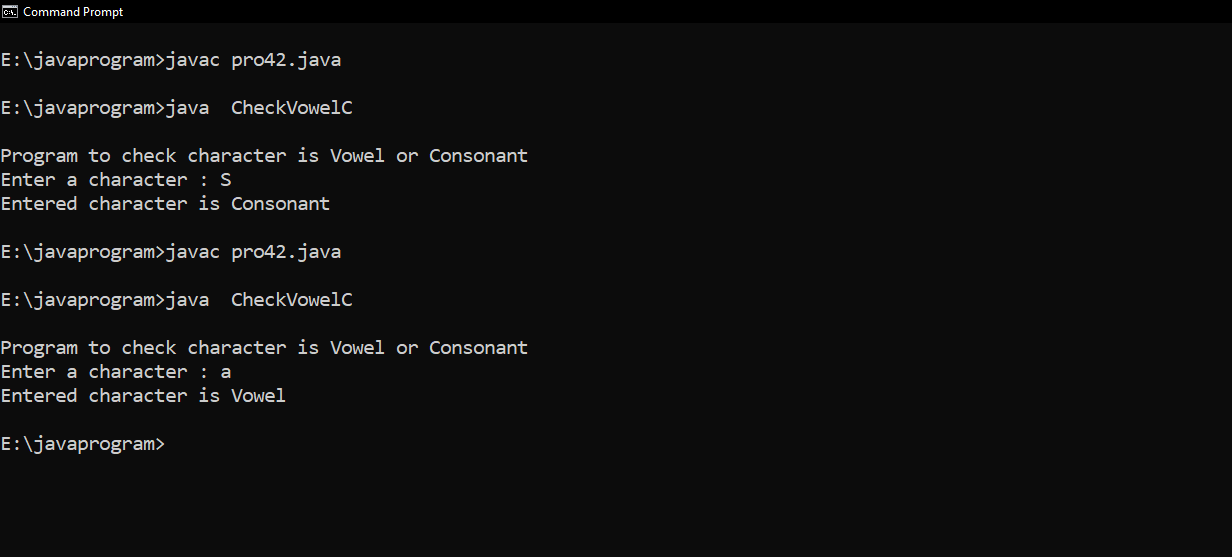 Command Prompt
E:\javaprogram>javac pro42.java
E:\javaprogram>java  CheckVowelC
Program to check character is Vowel or Consonant
Enter a character : S
Entered character is Consonant
E:\javaprogram>javac pro42.java
E:\javaprogram>java  CheckVowelC
Program to check character is Vowel or Consonant
Enter a character : a
Entered character is Vowel
E:\javaprogram>